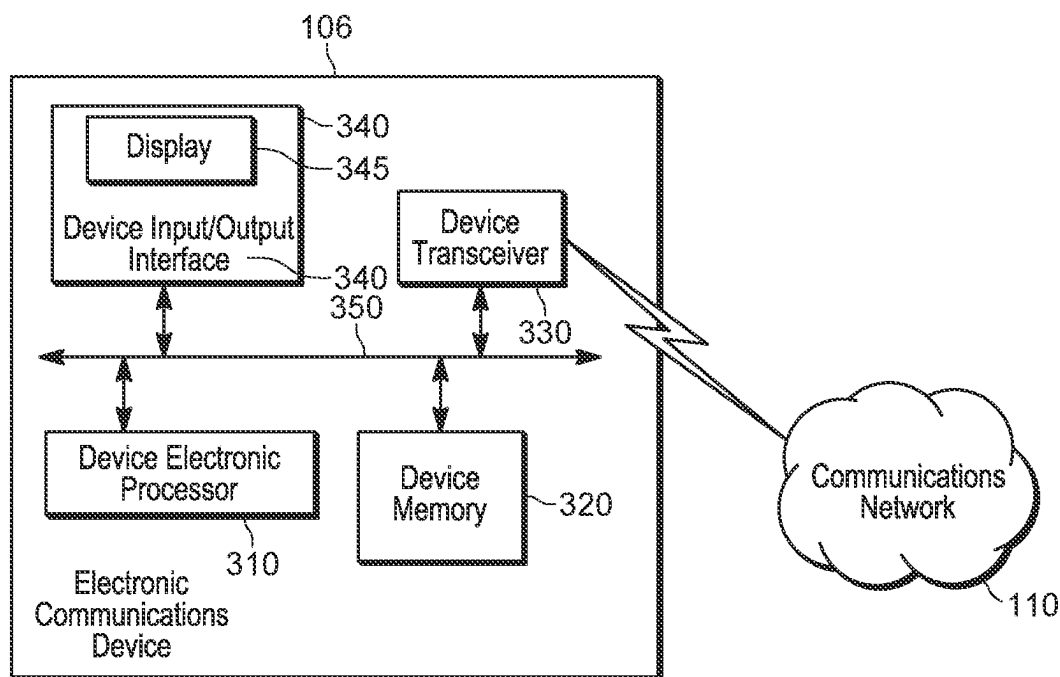 106
340
Display
345
Device Input/Output
Interface
340
Device
Transceiver
330
350
Device Electronic
Processor
310
Device
Memory
320
Communications
Network
110
Electronic
Communications
Device